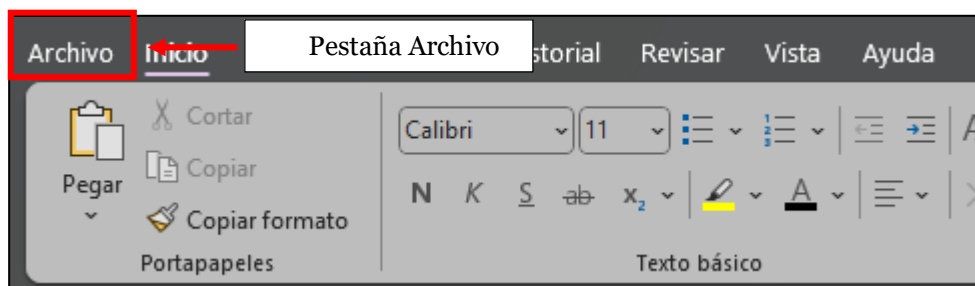 Archivo Inicio Pestaña Archivo Revisar Vista Ayuda
Cortar
Calibri 11
Copiar
Pegar
N K S ab x₂ A
Copiar formato
Portapapeles Texto básico